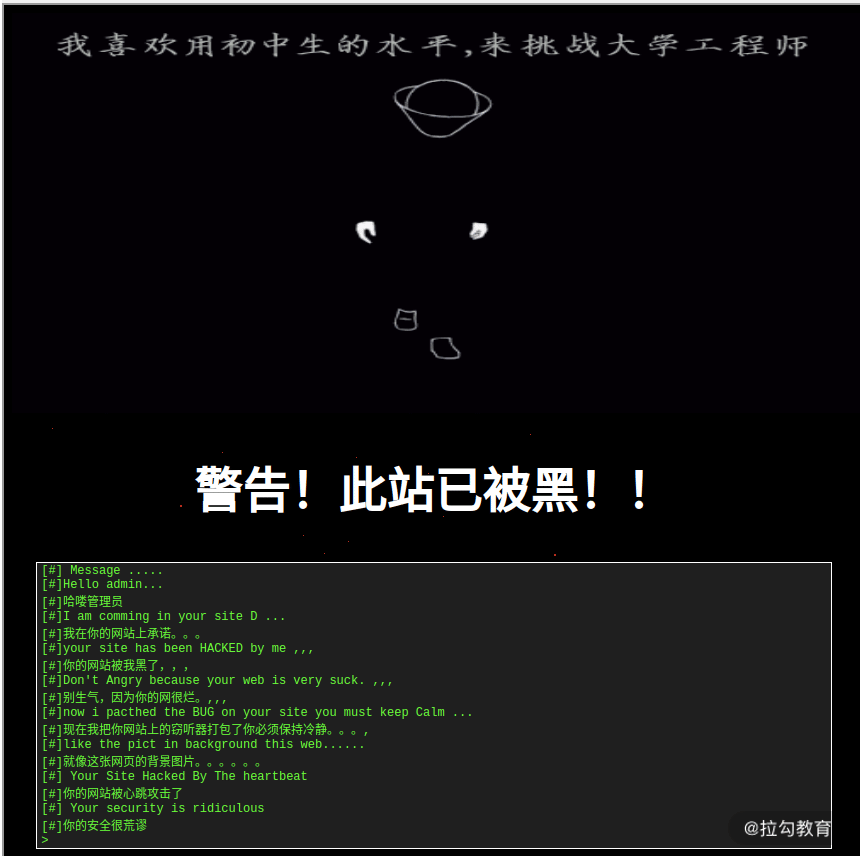 我喜欢用初中生的水平,来挑战大学工程师
警告！此站已被黑！！
[#] Message .....
[#]Hello admin...
[#]哈喽管理员
[#]I am comming in your site D ...
[#]我在你的网站上承诺。。。
[#]your site has been HACKED by me ,,,
[#]你的网站被我黑了，，，
[#]Don't Angry because your web is very suck. ,,,
[#]别生气，因为你的网很烂。,,,
[#]now i pacthed the BUG on your site you must keep Calm ...
[#]现在我把你网站上的窃听器打包了你必须保持冷静。。。,
[#]like the pict in background this web......
[#]就像这张网页的背景图片。。。。。。
[#] Your Site Hacked By The heartbeat
[#]你的网站被心跳攻击了
[#] Your security is ridiculous
[#]你的安全很荒谬
>
@拉勾教育